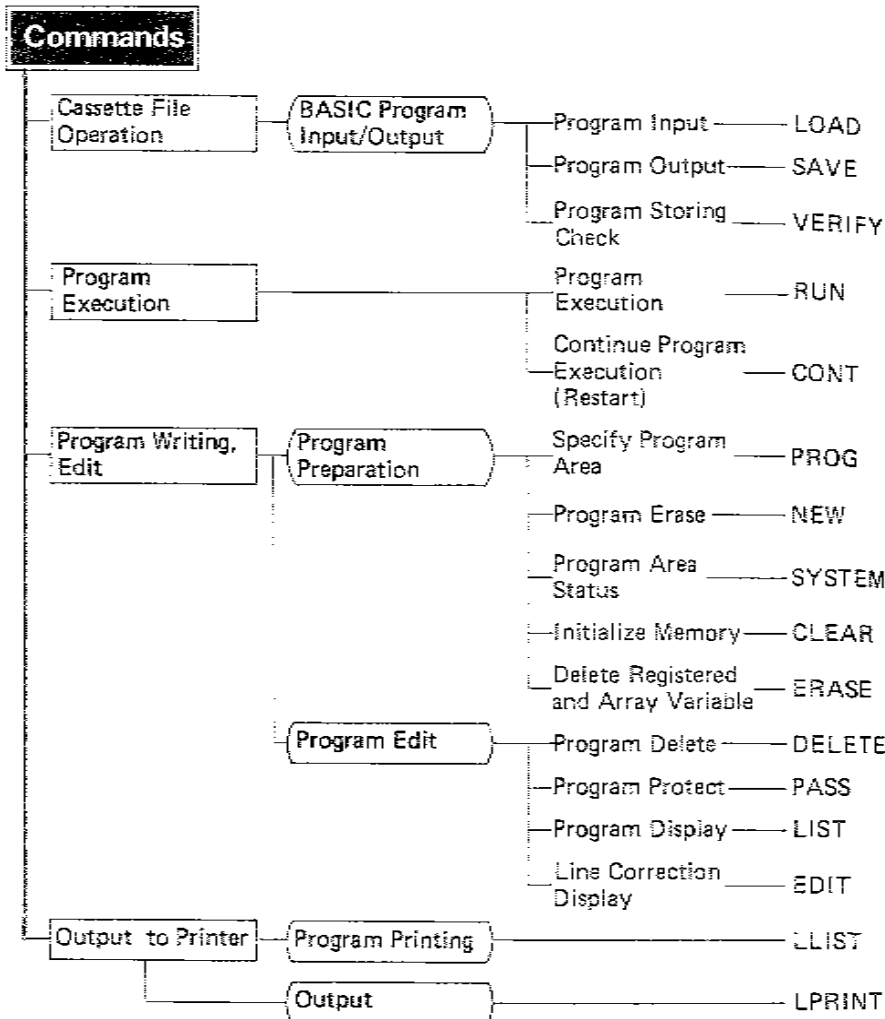 Commands
Cassette File
Operation
BASIC Program
Input/Output
Program Input
LOAD
Program Output
SAVE
Program Storing
Check
VERIFY
Program
Execution
Program
Execution
RUN
Continue Program
Execution
(Restart)
CONT
Program Writing,
Edit
Program
Preparation
Specify Program
Area
PROG
Program Erase
NEW
Program Area
Status
SYSTEM
Initialize Memory
CLEAR
Delete Registered
and Array Variable
ERASE
Program Edit
Program Delete
DELETE
Program Protect
PASS
Program Display
LIST
Line Correction
Display
EDIT
Output to Printer
Program Printing
LLIST
Output
LPRINT